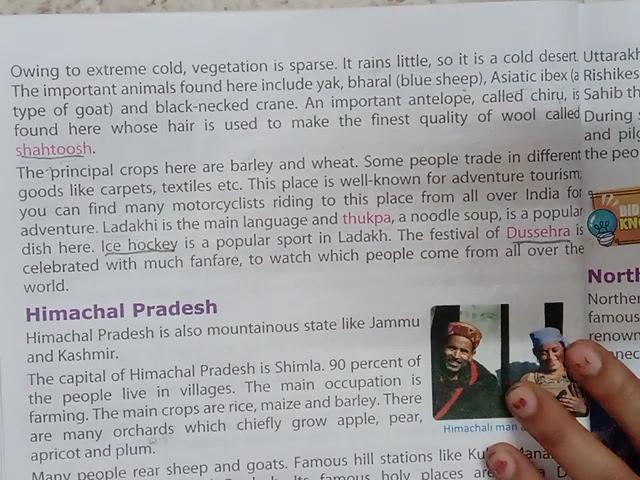 Owing to extreme cold, vegetation is sparse. It rains little, so it is a cold desert.
The important animals found here include yak, bharal (blue sheep), Asiatic ibex (a
type of goat) and black-necked crane. An important antelope, called chiru, is
found here whose hair is used to make the finest quality of wool called
shahtoosh.
The principal crops here are barley and wheat. Some people trade in different
goods like carpets, textiles etc. This place is well-known for adventure tourism;
you can find many motorcyclists riding to this place from all over India for
adventure. Ladakhi is the main language and thukpa, a noodle soup, is a popular
dish here. Ice hockey is a popular sport in Ladakh. The festival of Dussehra is
celebrated with much fanfare, to watch which people come from all over the
world.
Himachal Pradesh
Himachal Pradesh is also mountainous state like Jammu
and Kashmir.
The capital of Himachal Pradesh is Shimla. 90 percent of
the people live in villages. The main occupation is
farming. The main crops are rice, maize and barley. There
are many orchards which chiefly grow apple, pear,
apricot and plum.
Himachali man
Many people rear sheep and goats. Famous hill stations like
Its famous holy places are
Sahib
During
and
the